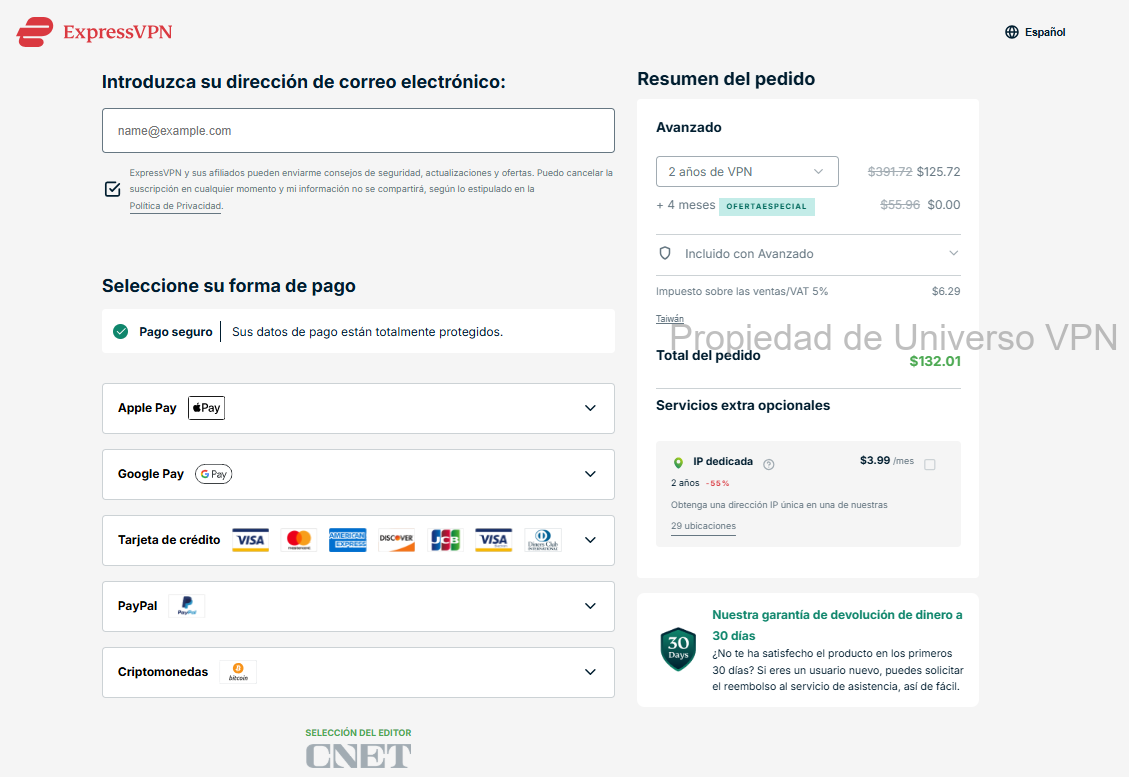 ExpressVPN
Español
Introduzca su dirección de correo electrónico:
name@example.com
ExpressVPN y sus afiliados pueden enviarme consejos de seguridad, actualizaciones y ofertas. Puedo cancelar la
suscripción en cualquier momento y mi información no se compartirá, según lo estipulado en la
Política de Privacidad.
Seleccione su forma de pago
Pago seguro | Sus datos de pago están totalmente protegidos.
Apple Pay Pay
Google Pay G Pay
Tarjeta de crédito VISA mastercard AMERICAN EXPRESS DISCOVER JCB VISA Diners Club INTERNATIONAL
PayPal PayPal
Criptomonedas bitcoin
SELECCIÓN DEL EDITOR
CNET
Resumen del pedido
Avanzado
2 años de VPN $391.72 $125.72
+ 4 meses OFERTAESPECIAL $55.96 $0.00
Incluido con Avanzado
Impuesto sobre las ventas/VAT 5% $6.29
Taiwán
Propiedad de Universo VPN
Total del pedido $132.01
Servicios extra opcionales
IP dedicada ? $3.99 /mes
2 años -55%
Obtenga una dirección IP única en una de nuestras
29 ubicaciones
30
Days
Nuestra garantía de devolución de dinero a
30 días
¿No te ha satisfecho el producto en los primeros
30 días? Si eres un usuario nuevo, puedes solicitar
el reembolso al servicio de asistencia, así de fácil.